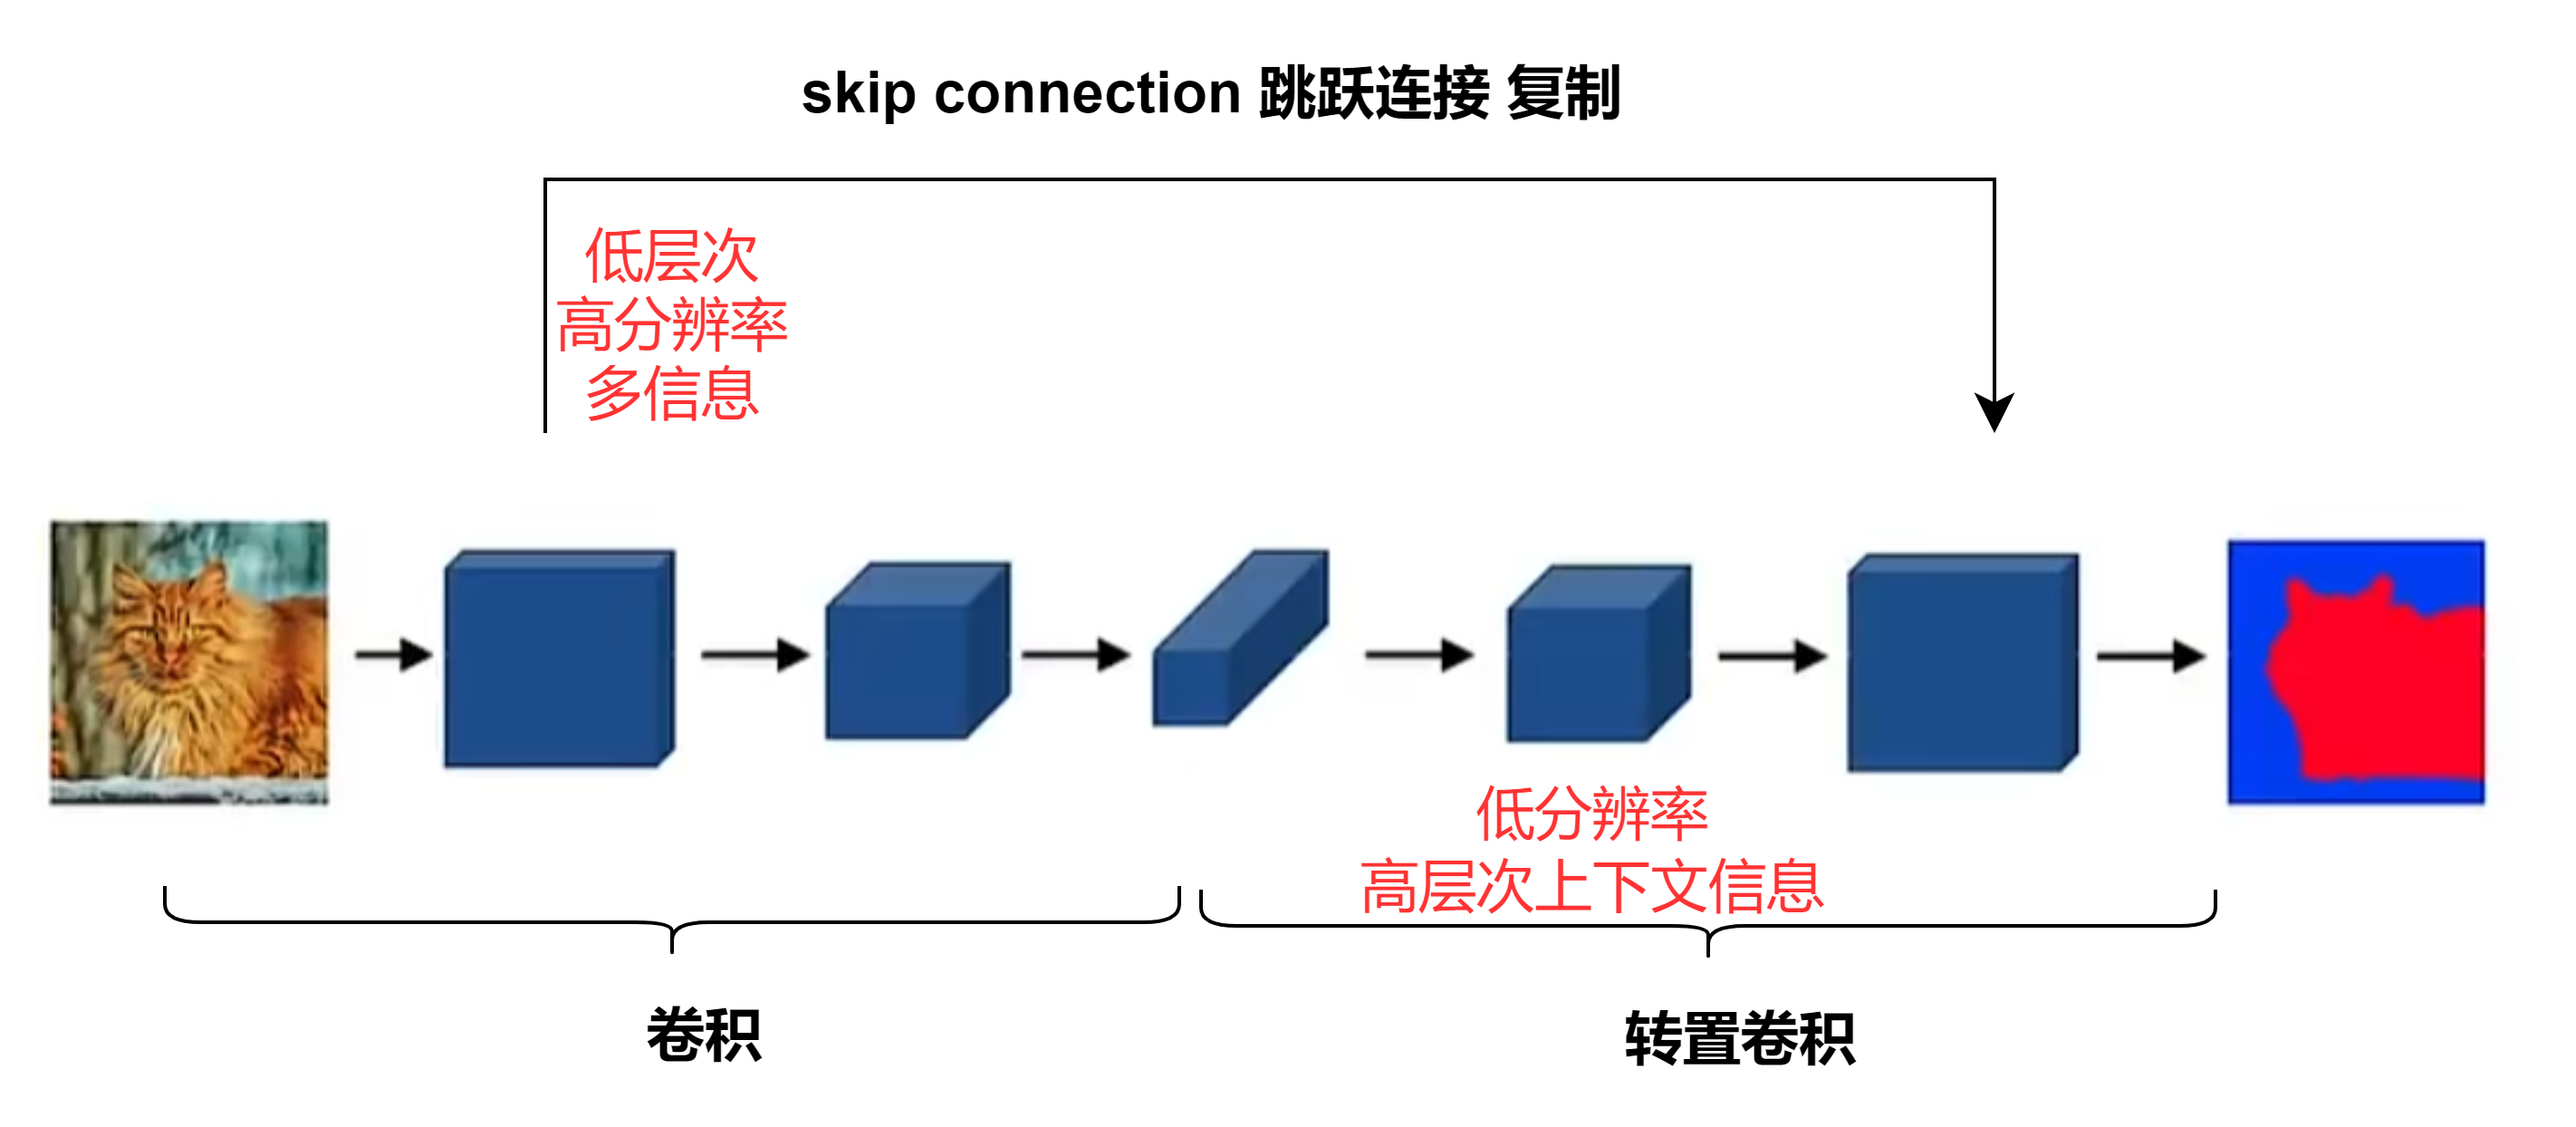 skip connection 跳跃连接 复制
低层次
高分辨率
多信息
低分辨率
高层次上下文信息
卷积
转置卷积